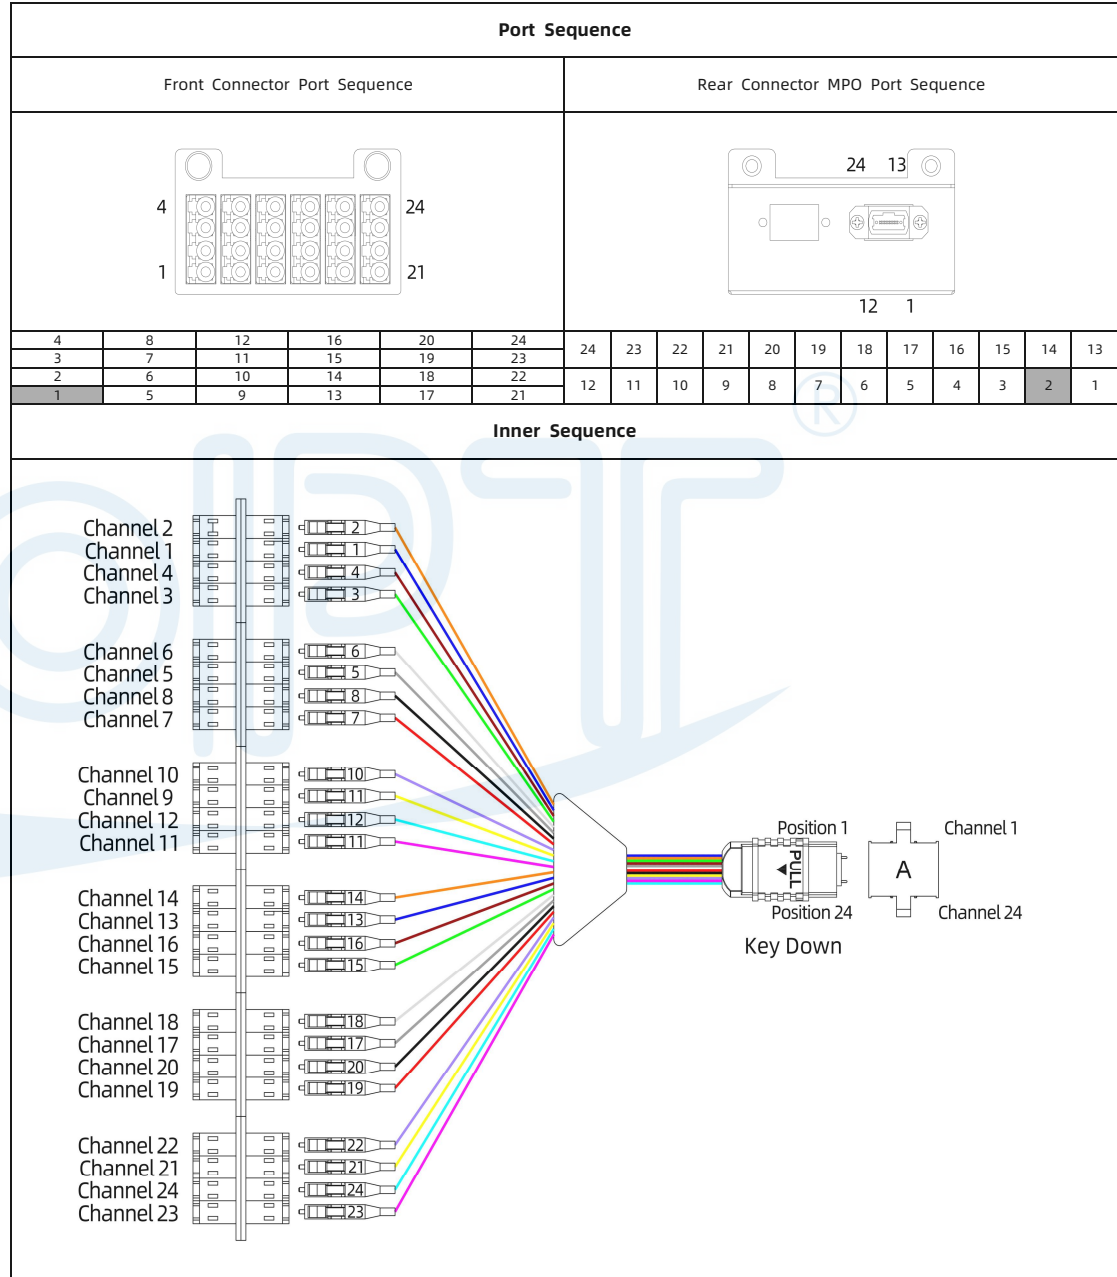 Port Sequence
Front Connector Port Sequence
Rear Connector MPO Port Sequence
4
24
1
21
24 13
12 1
4 8 12 16 20 24
3 7 11 15 19 23
2 6 10 14 18 22
1 5 9 13 17 21
24 23 22 21 20 19 18 17 16 15 14 13
12 11 10 9 8 7 6 5 4 3 2 1
®
Inner Sequence
OPT
Channel 2 2
Channel 1 1
Channel 4 4
Channel 3 3
Channel 6 6
Channel 5 5
Channel 8 8
Channel 7 7
Channel 10 10
Channel 9 11
Channel 12 12
Channel 11 11
Channel 14 14
Channel 13 13
Channel 16 16
Channel 15 15
Channel 18 18
Channel 17 17
Channel 20 20
Channel 19 19
Channel 22 22
Channel 21 21
Channel 24 24
Channel 23 23
Position 1
PULL
Position 24
Key Down
Channel 1
A
Channel 24